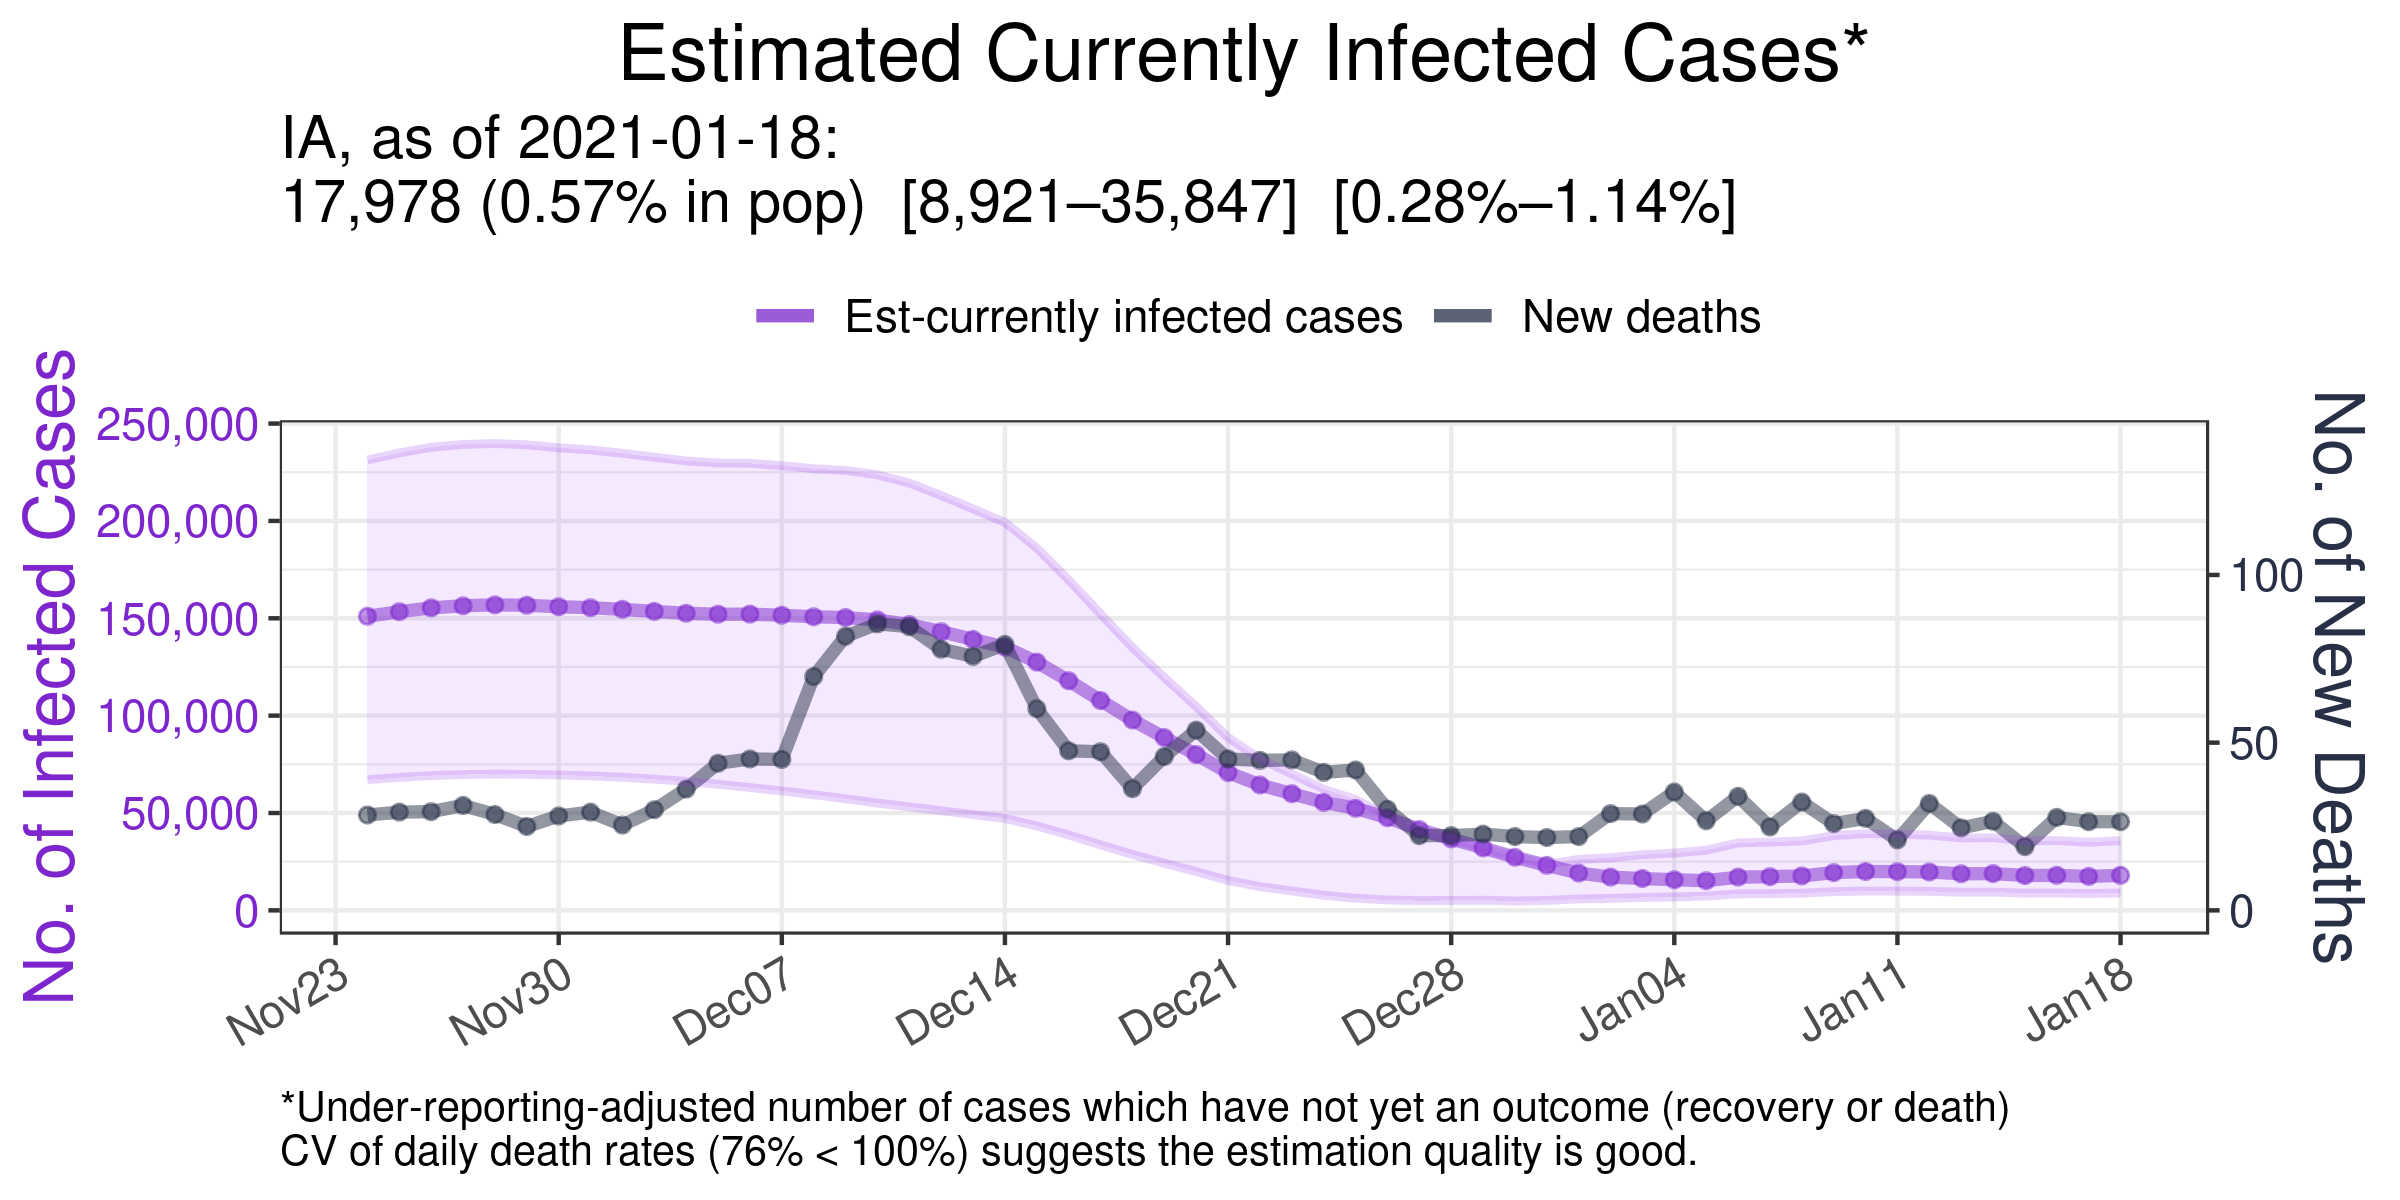 Estimated Currently Infected Cases*
IA, as of 2021-01-18:
17,978 (0.57% in pop)  [8,921–35,847]  [0.28%–1.14%]
Est-currently infected cases
New deaths
No. of Infected Cases
250,000
200,000
150,000
100,000
50,000
0
100
50
0
No. of New Deaths
Nov23
Nov30
Dec07
Dec14
Dec21
Dec28
Jan04
Jan11
Jan18
*Under-reporting-adjusted number of cases which have not yet an outcome (recovery or death)
CV of daily death rates (76% < 100%) suggests the estimation quality is good.